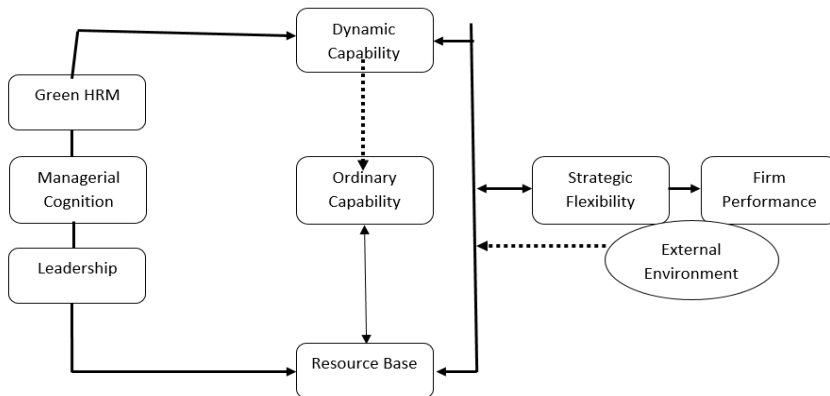 Dynamic
Capability
Green HRM
Managerial
Cognition
Ordinary
Capability
Strategic
Flexibility
Firm
Performance
Leadership
External
Environment
Resource Base